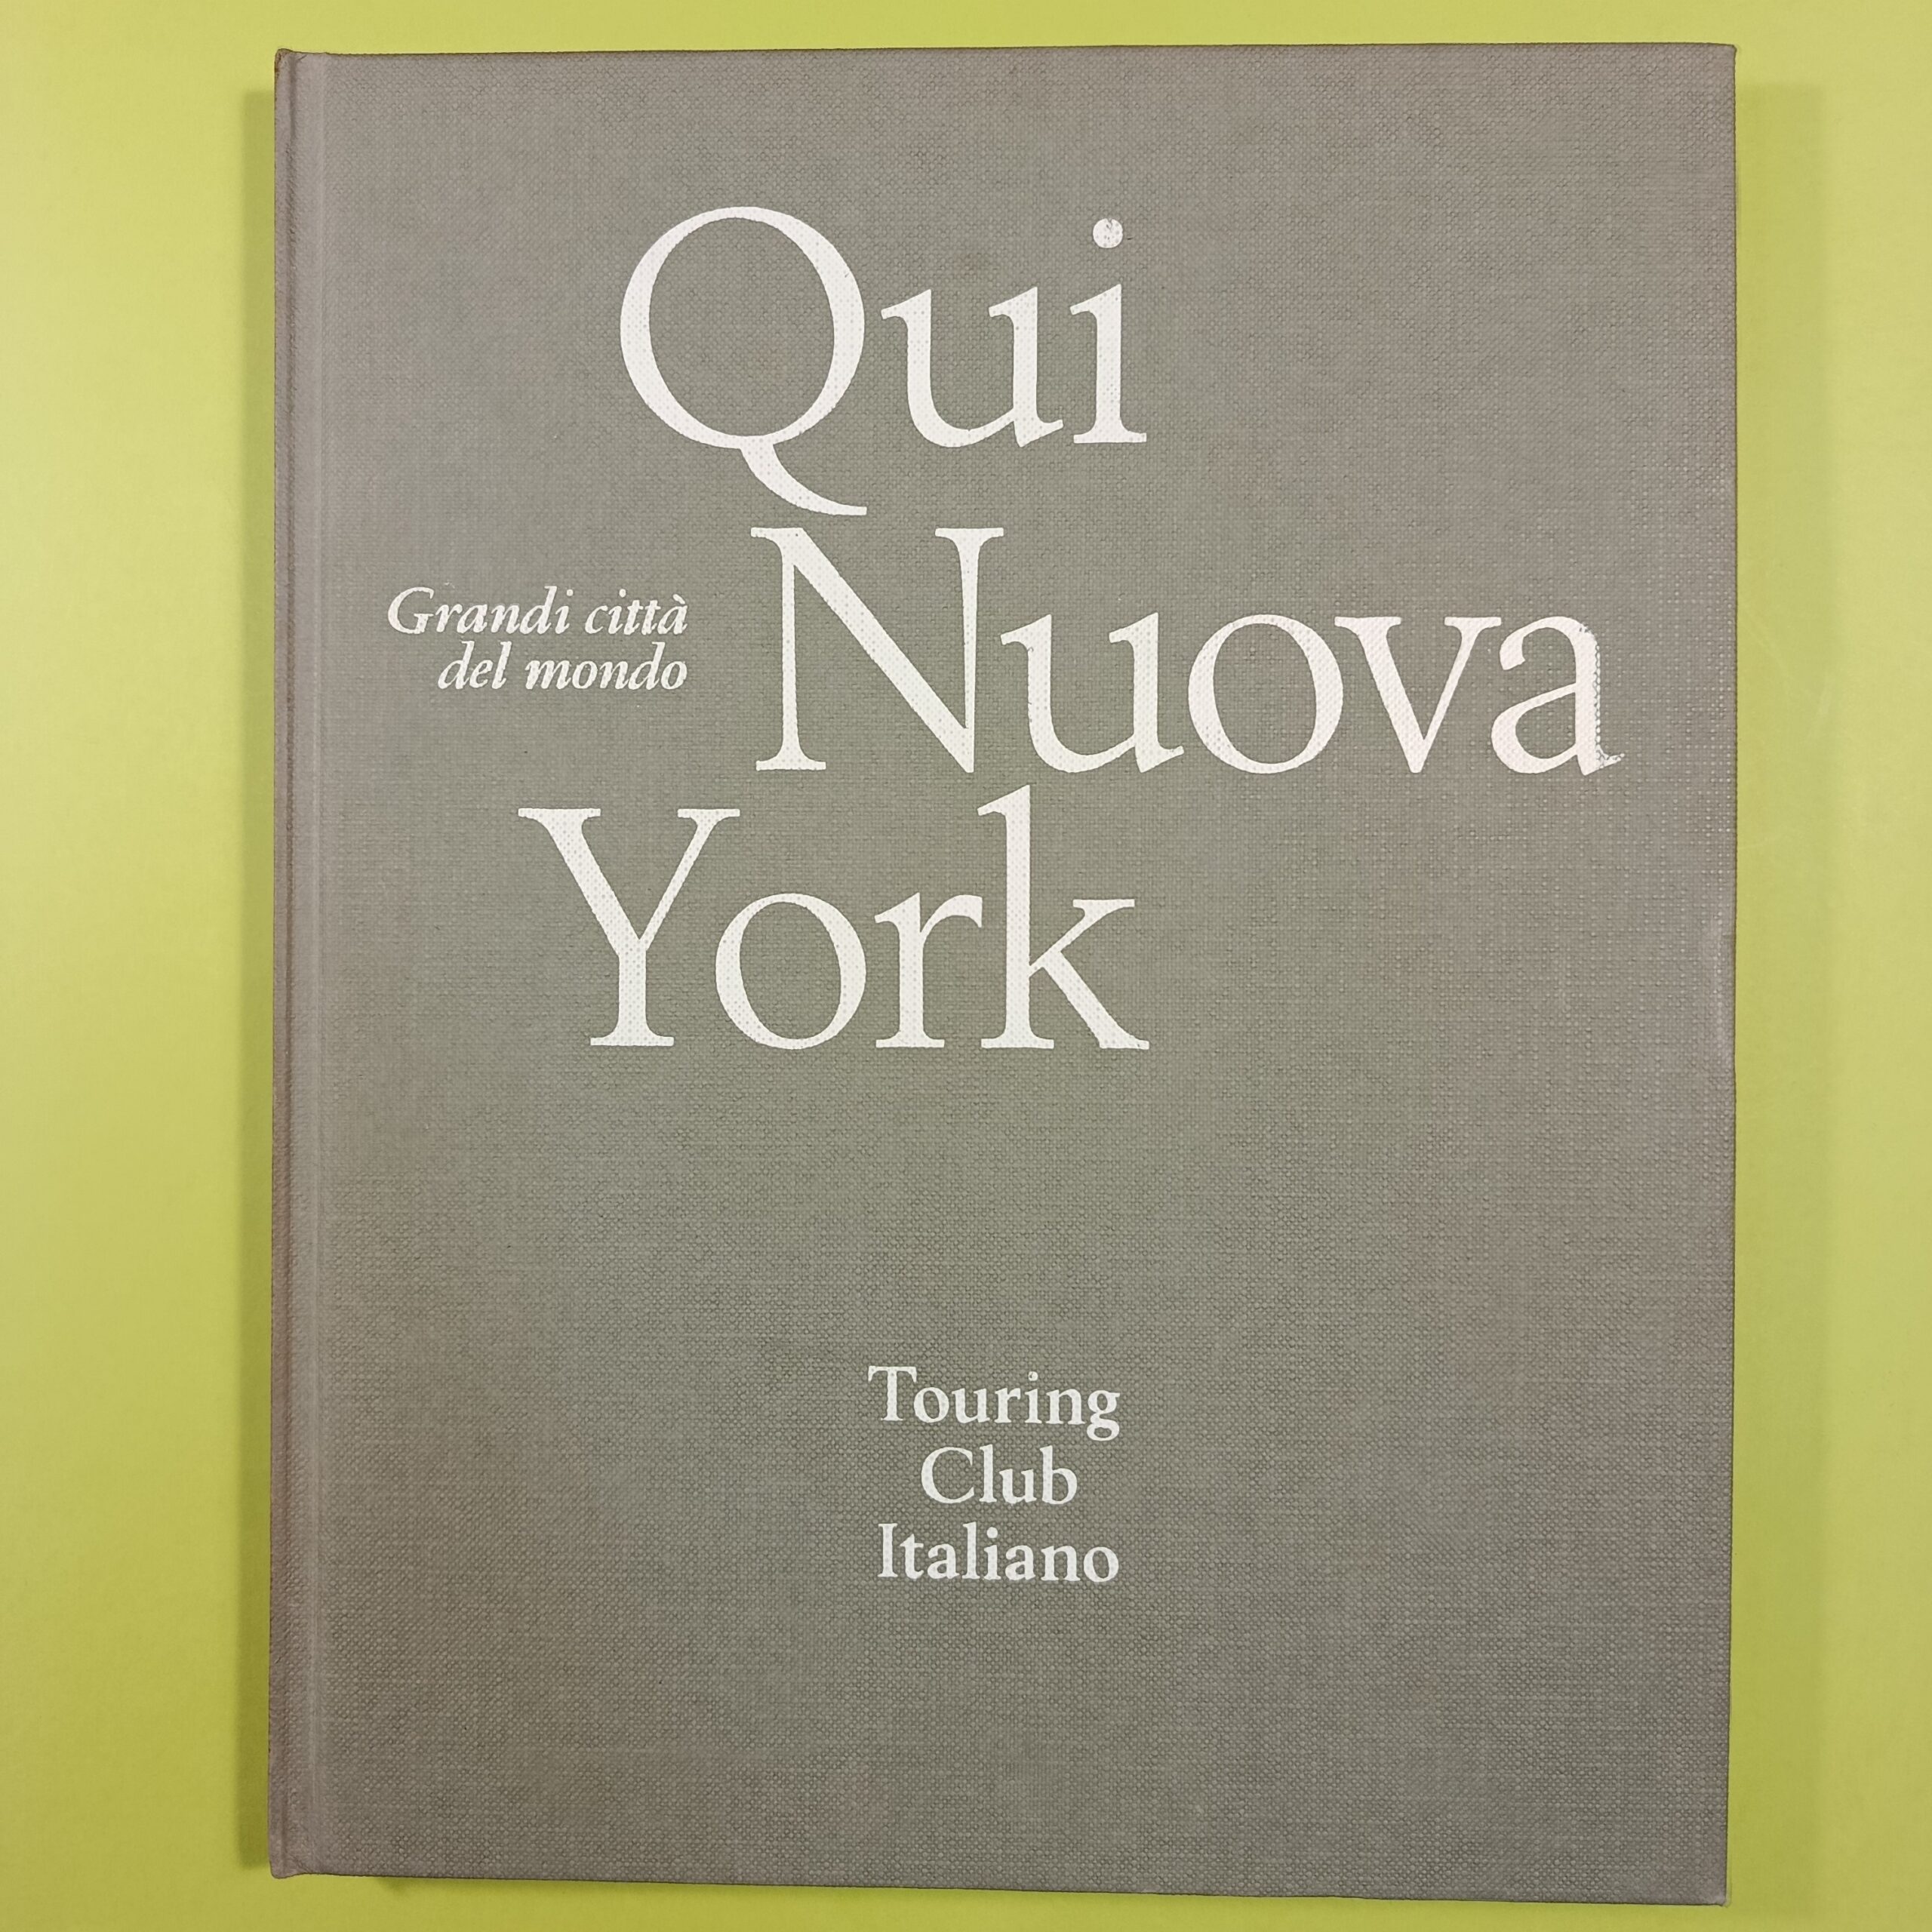 Qui
Grandi città
del mondo
Nuova
York
Touring
Club
Italiano